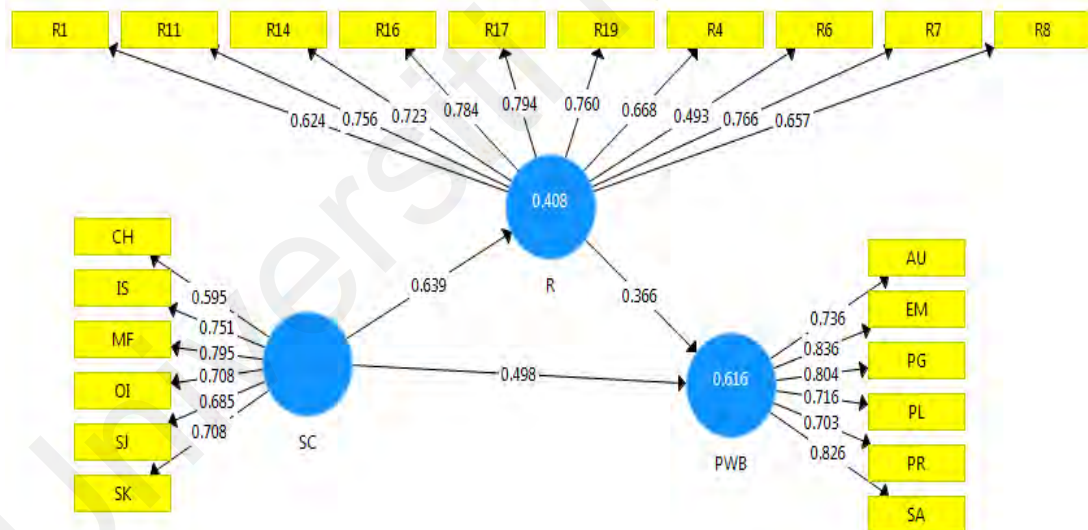 R1 R11 R14 R16 R17 R19 R4 R6 R7 R8
0.624 0.756 0.723 0.784 0.794 0.760 0.668 0.493 0.766 0.657
0.408
R
CH
IS
MF
OI
SJ
SK
0.595
0.751
0.795
0.708
0.685
0.708
SC
0.639
0.366
0.498
0.616
PWB
0.736
0.836
0.804
0.716
0.703
0.826
AU
EM
PG
PL
PR
SA
Universiti